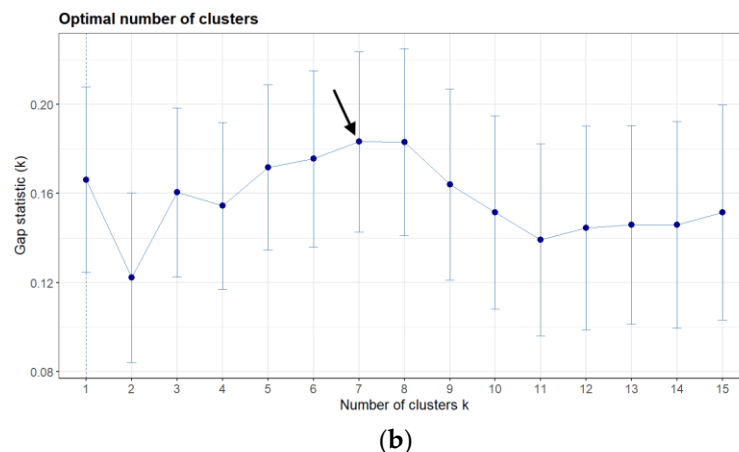 Optimal number of clusters
Gap statistic (k)
0.20
0.16
0.12
0.08
1 2 3 4 5 6 7 8 9 10 11 12 13 14 15
Number of clusters k
(b)